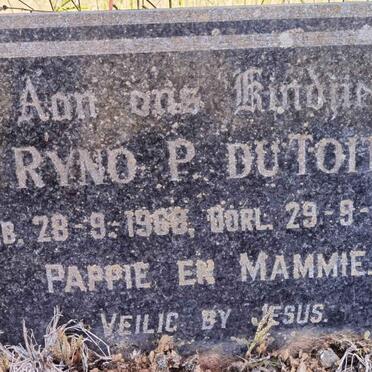 Aan ons Kindjie
RYNO P. DU TOIT
B. 28-9-1968, OORL. 29-9-
PAPPIE EN MAMMIE.
VEILIG BY JESUS.